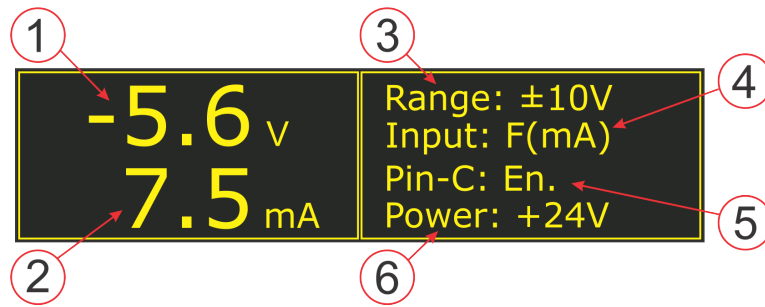 1
3
4
-5.6 V
7.5 mA
Range: ±10V
Input: F(mA)
Pin-C: En.
Power: +24V
2
6
5